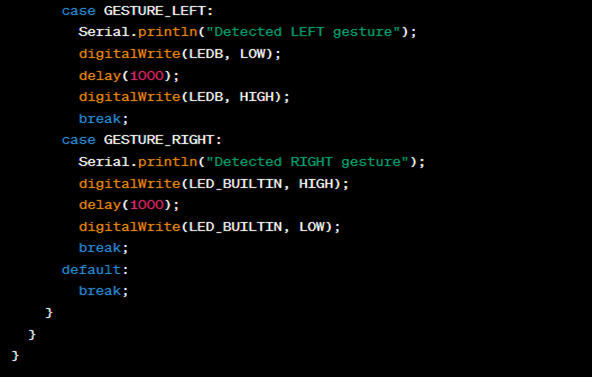 case GESTURE_LEFT:
Serial.println("Detected LEFT gesture");
digitalWrite(LEDB, LOW);
delay(1000);
digitalWrite(LEDB, HIGH);
break;
case GESTURE_RIGHT:
Serial.println("Detected RIGHT gesture");
digitalWrite(LED_BUILTIN, HIGH);
delay(1000);
digitalWrite(LED_BUILTIN, LOW);
break;
default:
break;
}
}
}